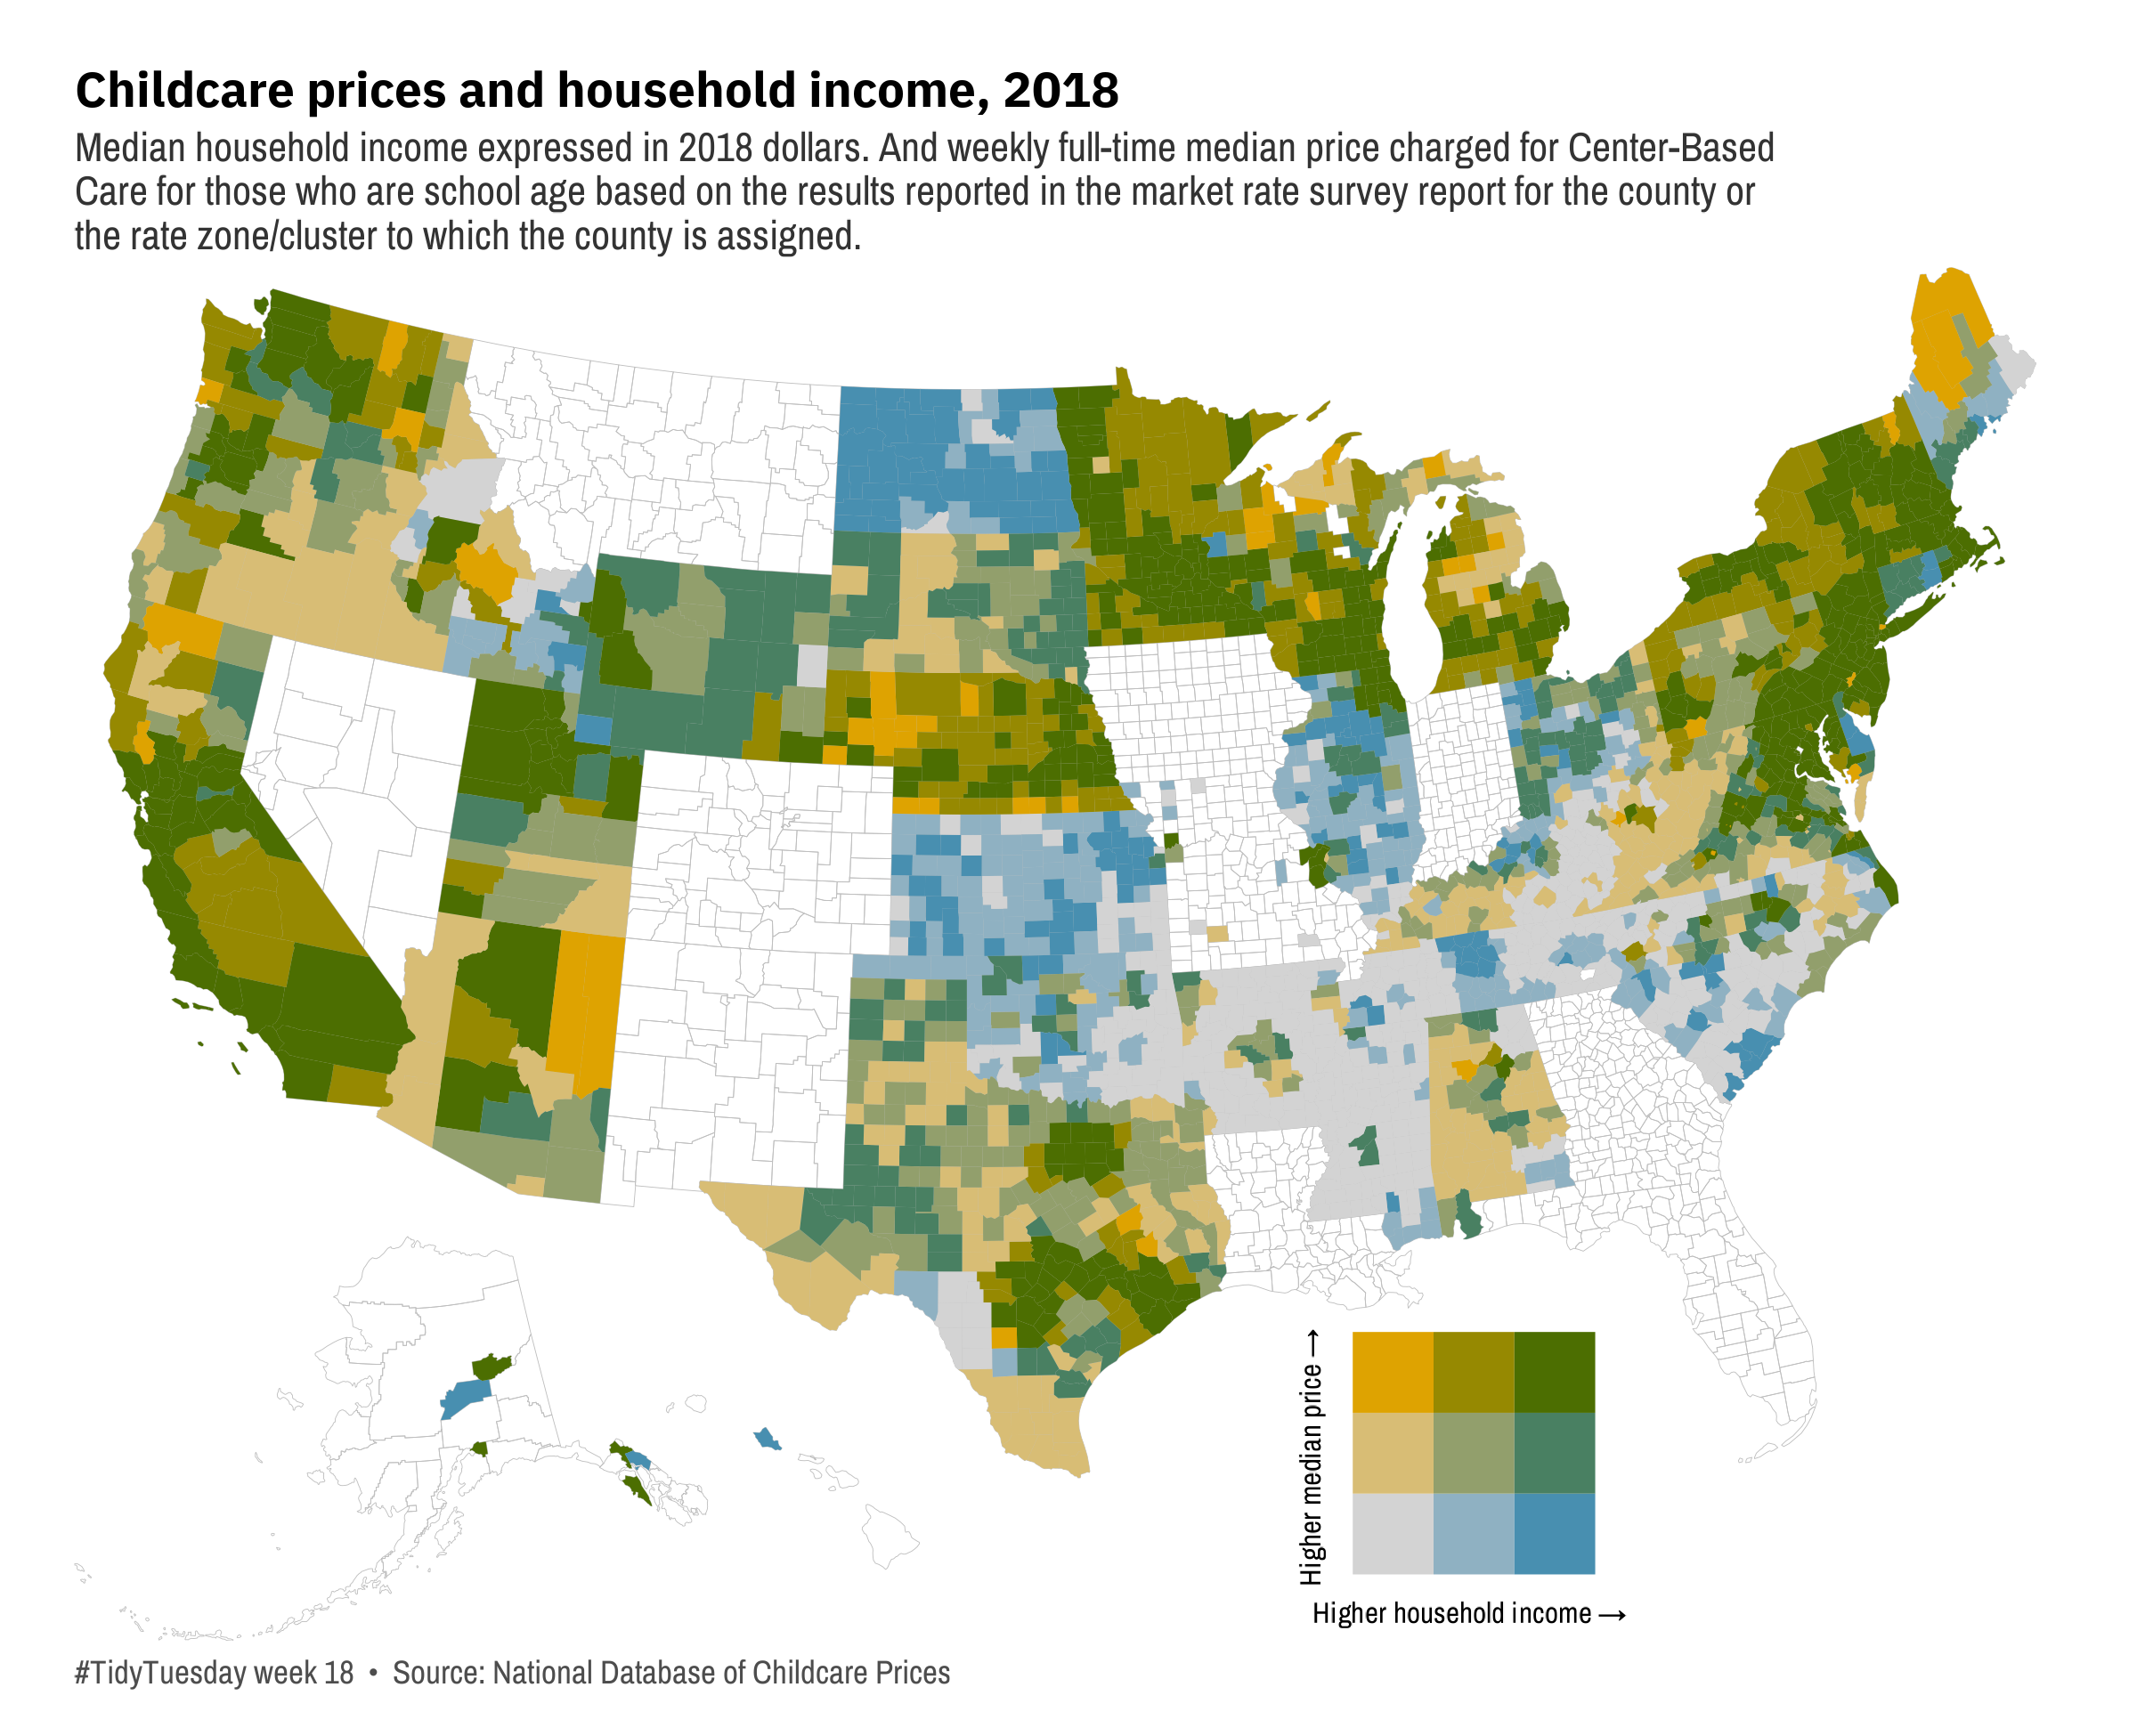 Childcare prices and household income, 2018
Median household income expressed in 2018 dollars. And weekly full-time median price charged for Center-Based
Care for those who are school age based on the results reported in the market rate survey report for the county or
the rate zone/cluster to which the county is assigned.
Higher median price →
Higher household income →
#TidyTuesday week 18 • Source: National Database of Childcare Prices